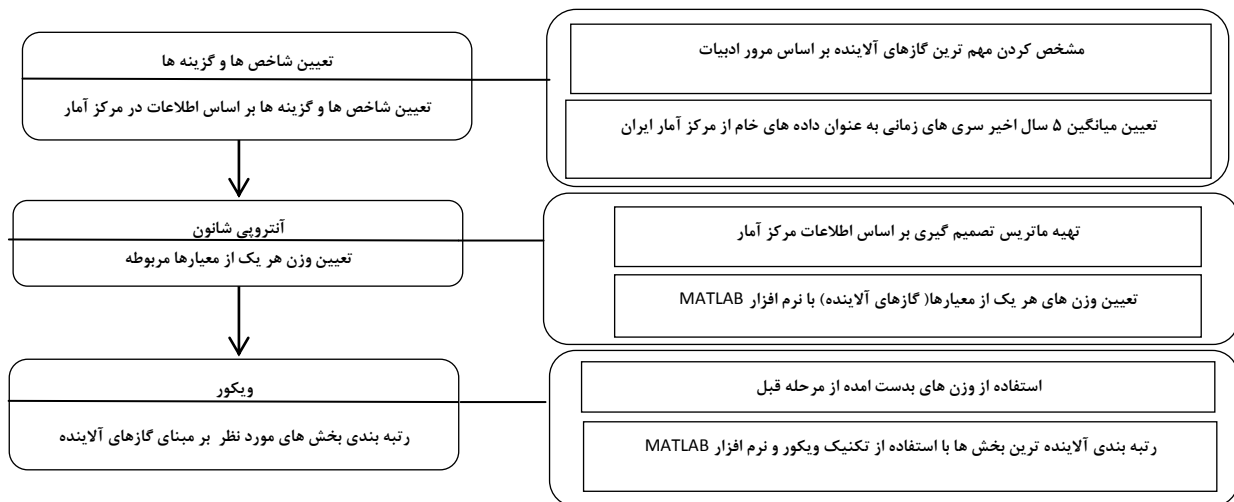 تعیین شاخص ها و گزینه ها
تعیین شاخص ها و گزینه ها بر اساس اطلاعات در مرکز آمار
مشخص کردن مهم ترین گازهای آلاینده بر اساس مرور ادبیات
تعیین میانگین ۵ سال اخیر سری های زمانی به عنوان داده های خام از مرکز آمار ایران
آنتروپی شانون
تعیین وزن هر یک از معیارها مربوطه
تهیه ماتریس تصمیم گیری بر اساس اطلاعات مرکز آمار
تعیین وزن های هر یک از معیارها( گازهای آلاینده) با نرم افزار MATLAB
ویکور
رتبه بندی بخش های مورد نظر بر مبنای گازهای آلاینده
استفاده از وزن های بدست امده از مرحله قبل
رتبه بندی آلاینده ترین بخش ها با استفاده از تکنیک ویکور و نرم افزار MATLAB